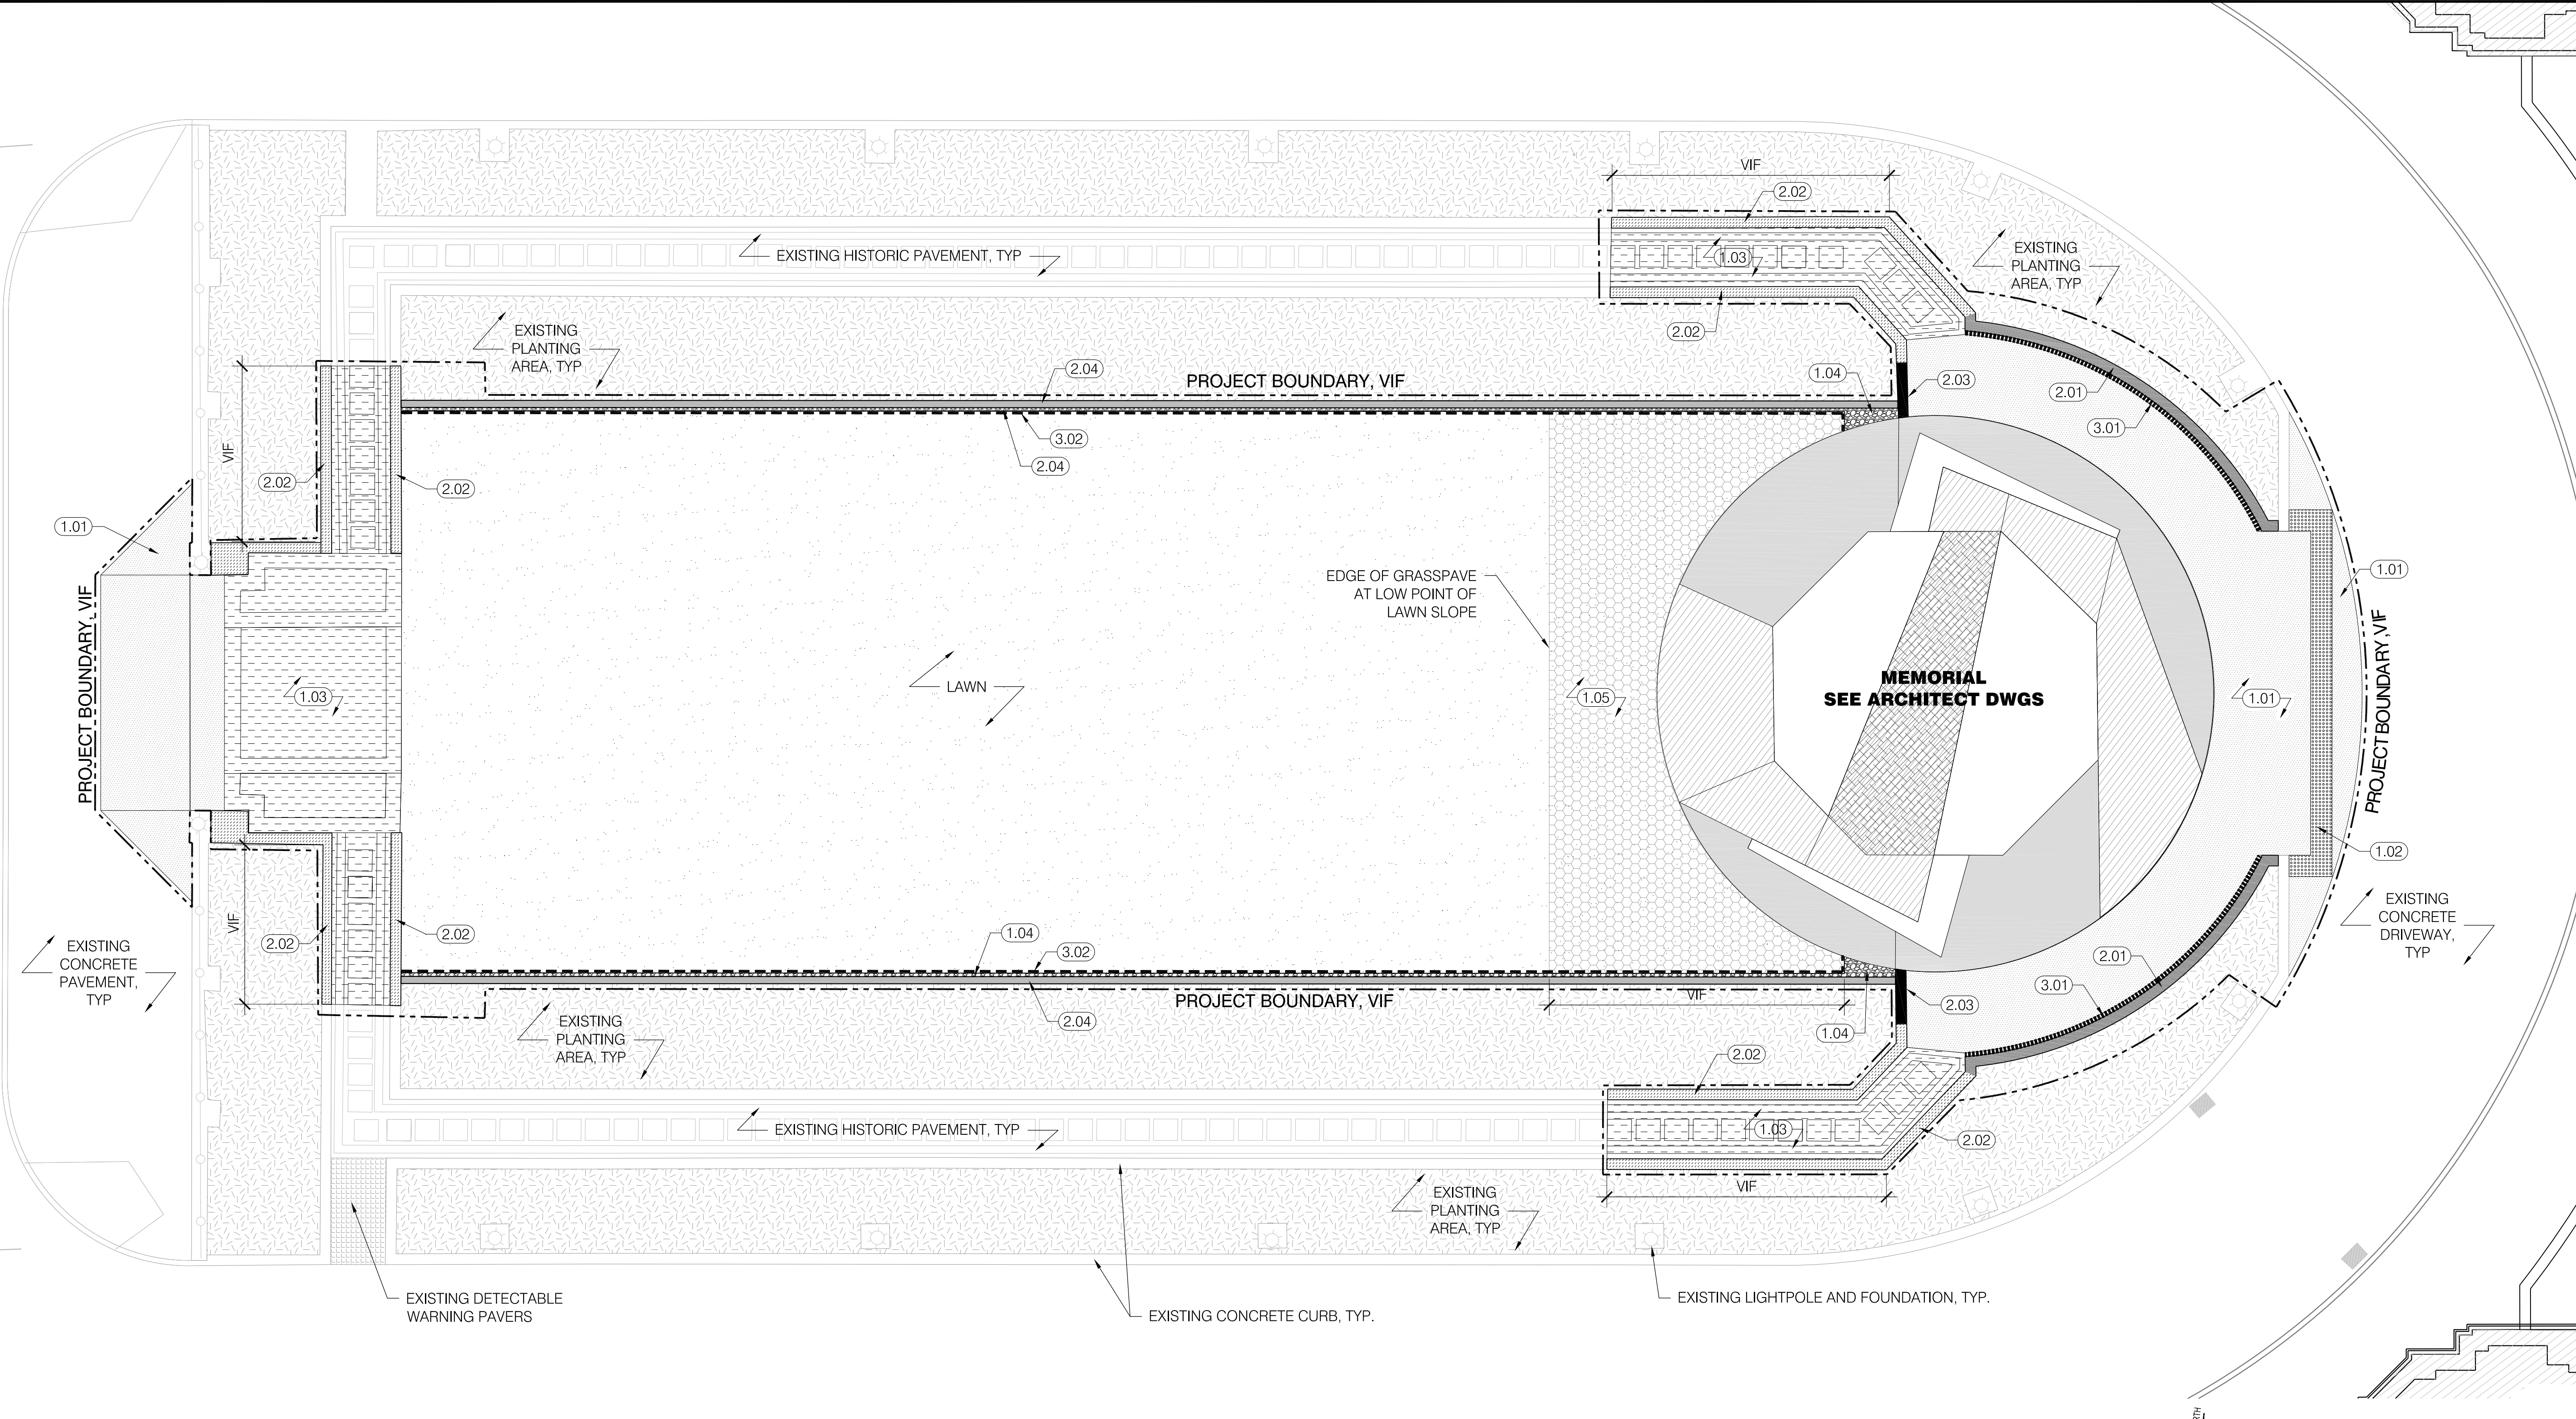 VIF
2.02
EXISTING HISTORIC PAVEMENT, TYP
1.03
EXISTING
PLANTING
AREA, TYP
2.02
EXISTING
PLANTING
AREA, TYP
2.04
PROJECT BOUNDARY, VIF
1.04
2.03
2.01
3.01
3.02
2.04
VIF
2.02
2.02
1.01
EDGE OF GRASSPAVE
AT LOW POINT OF
LAWN SLOPE
1.01
PROJECT BOUNDARY, VIF
1.03
LAWN
1.05
MEMORIAL
SEE ARCHITECT DWGS
1.01
PROJECT BOUNDARY, VIF
1.02
VIF
2.02
2.02
1.04
3.02
EXISTING
CONCRETE
PAVEMENT,
TYP
EXISTING
CONCRETE
DRIVEWAY,
TYP
2.01
3.01
PROJECT BOUNDARY, VIF
VIF
2.03
2.04
1.04
EXISTING
PLANTING
AREA, TYP
2.02
EXISTING HISTORIC PAVEMENT, TYP
1.03
2.02
VIF
EXISTING
PLANTING
AREA, TYP
EXISTING DETECTABLE
WARNING PAVERS
EXISTING CONCRETE CURB, TYP.
EXISTING LIGHTPOLE AND FOUNDATION, TYP.